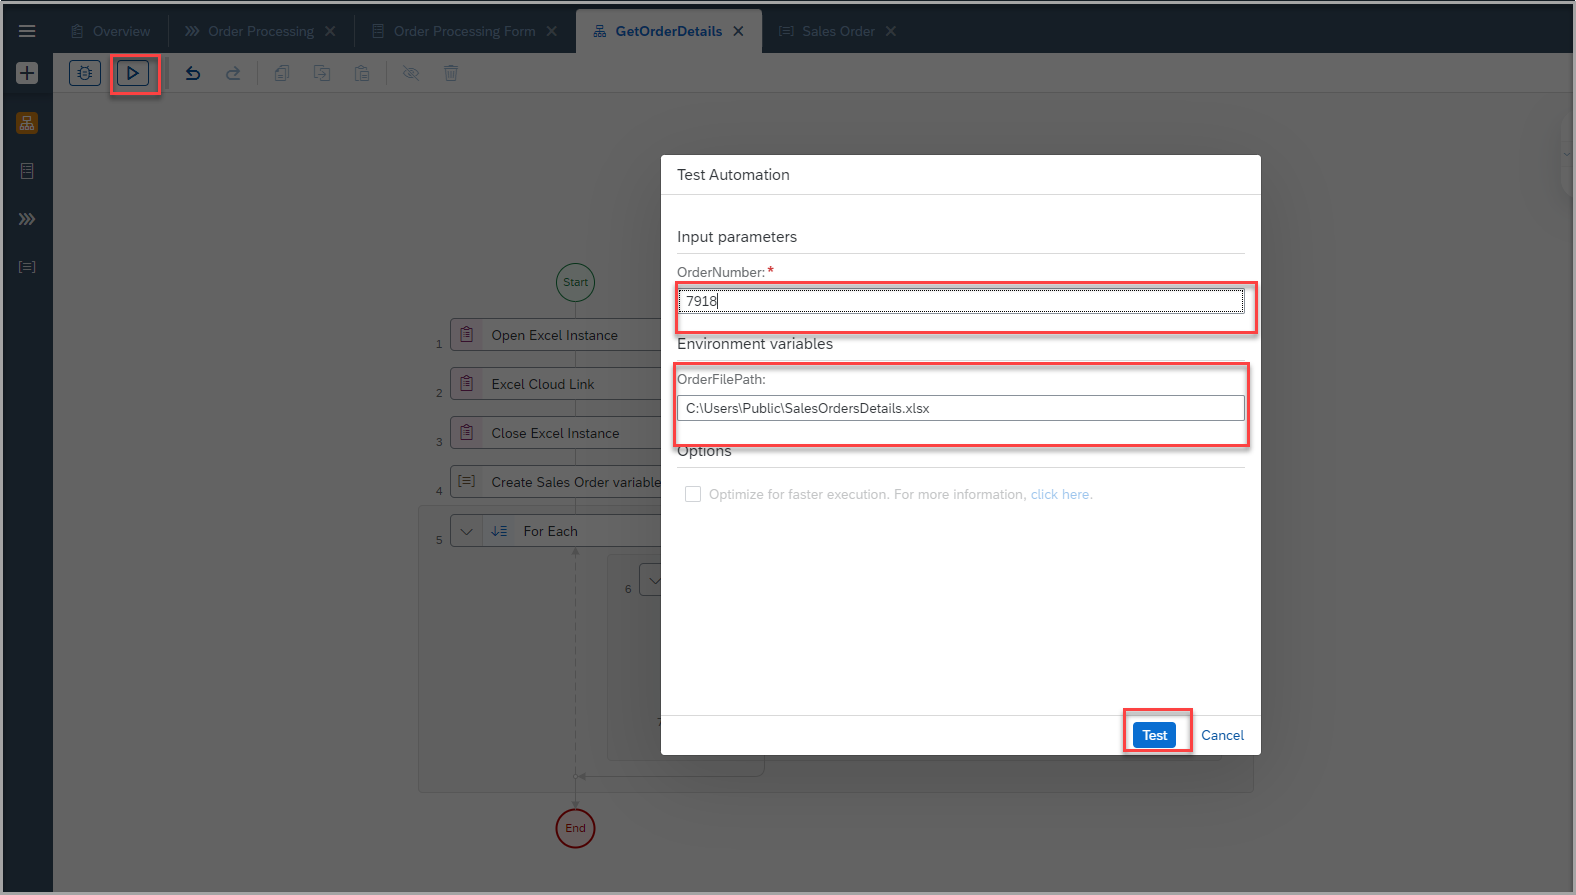 Overview
Order Processing
Order Processing Form
GetOrderDetails
Sales Order
Test Automation
Input parameters
OrderNumber:*
7918
Environment variables
OrderFilePath:
C:\Users\Public\SalesOrdersDetails.xlsx
Options
Optimize for faster execution. For more information, click here.
Test
Cancel
Start
1 Open Excel Instance
2 Excel Cloud Link
3 Close Excel Instance
4 Create Sales Order variable
5 For Each
6
End